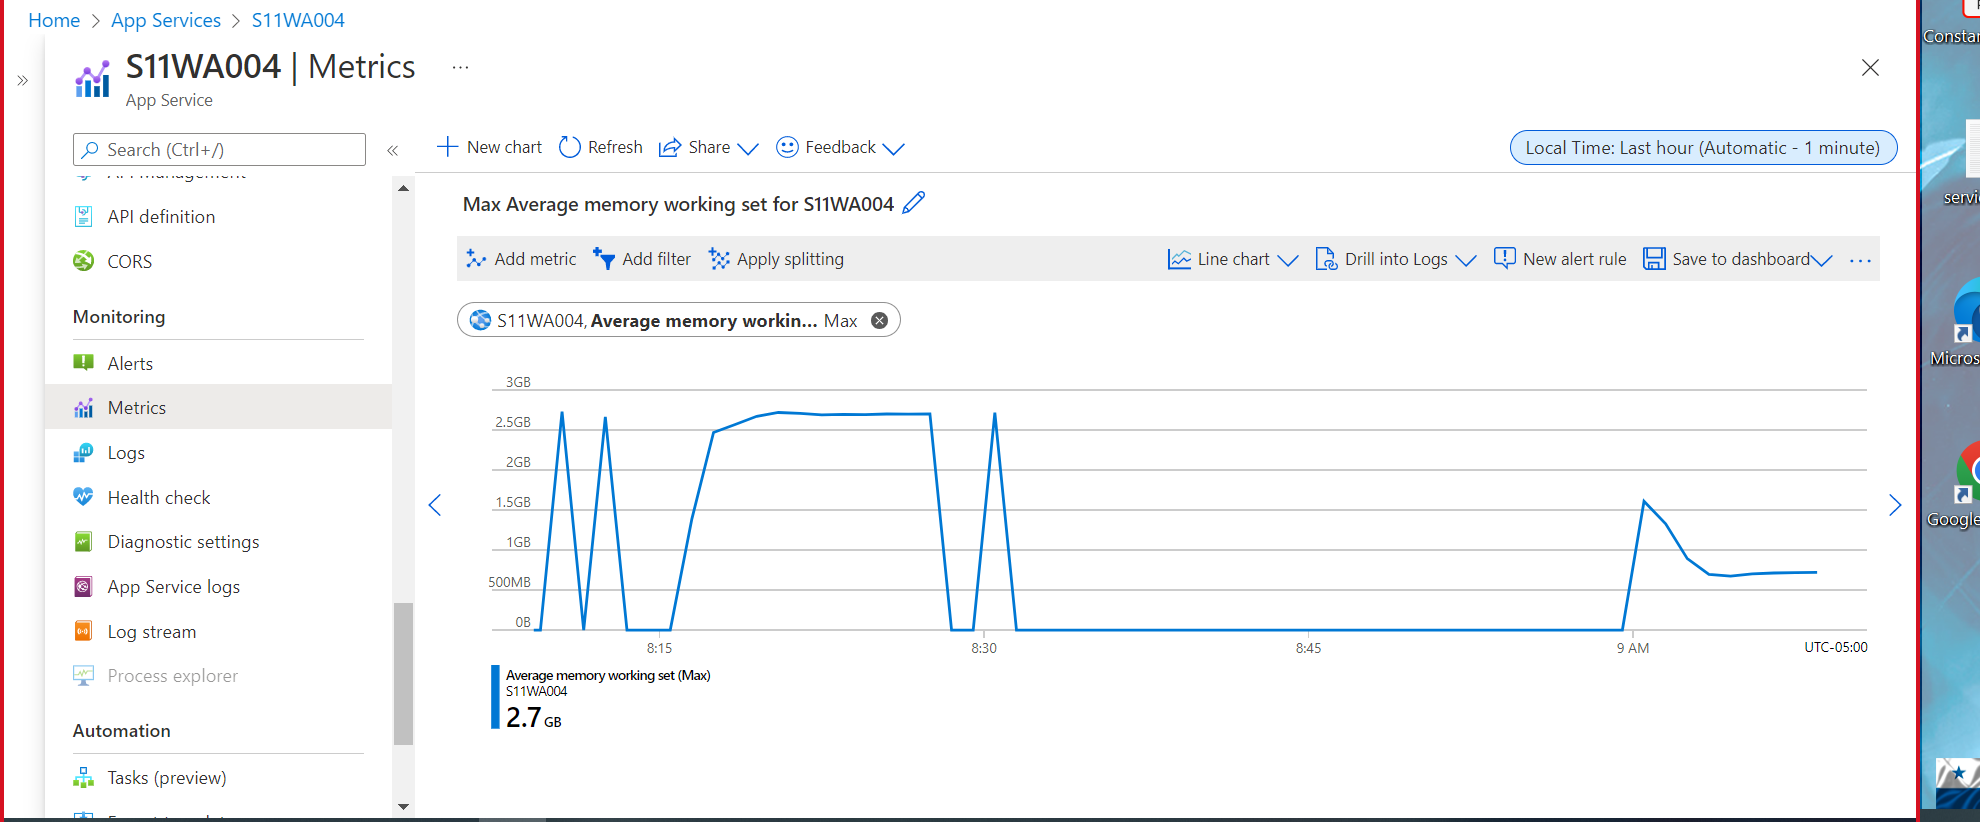 Home > App Services > S11WA004
S11WA004 | Metrics ...
App Service
Search (Ctrl+/)
API management
API definition
CORS
Monitoring
Alerts
Metrics
Logs
Health check
Diagnostic settings
App Service logs
Log stream
Process explorer
Automation
Tasks (preview)
New chart Refresh Share Feedback
Local Time: Last hour (Automatic - 1 minute)
Max Average memory working set for S11WA004
Add metric Add filter Apply splitting Line chart Drill into Logs New alert rule Save to dashboard ...
S11WA004, Average memory workin... Max
3GB
2.5GB
2GB
1.5GB
1GB
500MB
0B
8:15 8:30 8:45 9 AM UTC-05:00
Average memory working set (Max)
S11WA004
2.7 GB
Constan
servic
Micros
Google